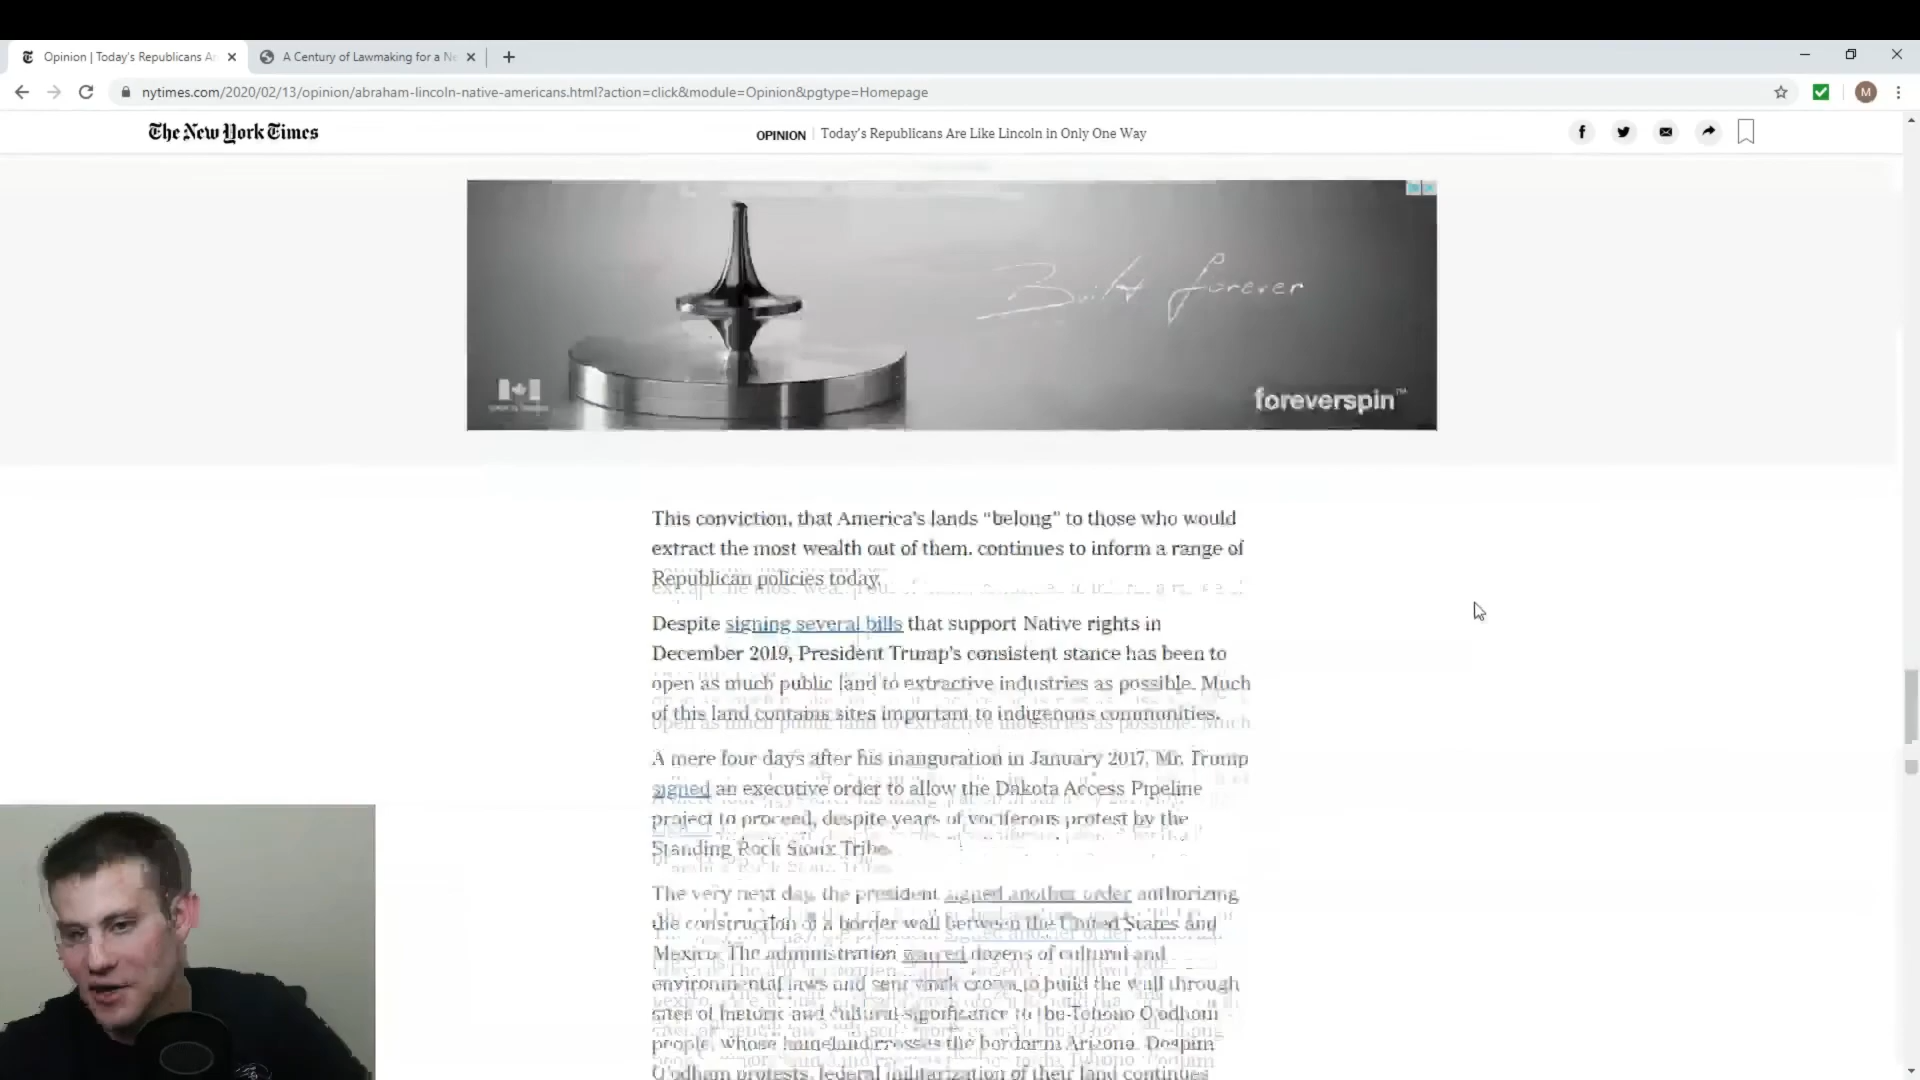 Opinion | Today's Republicans Ar
A Century of Lawmaking for a Ne
nytimes.com/2020/02/13/opinion/abraham-lincoln-native-americans.html?action=click&module=Opinion&pgtype=Homepage
M
The New York Times
OPINION | Today's Republicans Are Like Lincoln in Only One Way
Built forever
foreverspin™
This conviction, that America's lands “belong” to those who would
extract the most wealth out of them, continues to inform a range of
Republican policies today.
Despite signing several bills that support Native rights in
December 2019, President Trump's consistent stance has been to
open as much public land to extractive industries as possible. Much
of this land contains sites important to indigenous communities.
A mere four days after his inauguration in January 2017, Mr. Trump
signed an executive order to allow the Dakota Access Pipeline
project to proceed, despite years of vociferous protest by the
Standing Rock Sioux Tribe.
The very next day, the president signed another order authorizing
the construction of a border wall between the United States and
Mexico. The administration waived dozens of cultural and
environmental laws and sent work crews to build the wall through
sites of historic and cultural significance to the Tohono O'odham
people, whose homeland crosses the border in Arizona. Despite
O'odham protests, federal militarization of their land continues